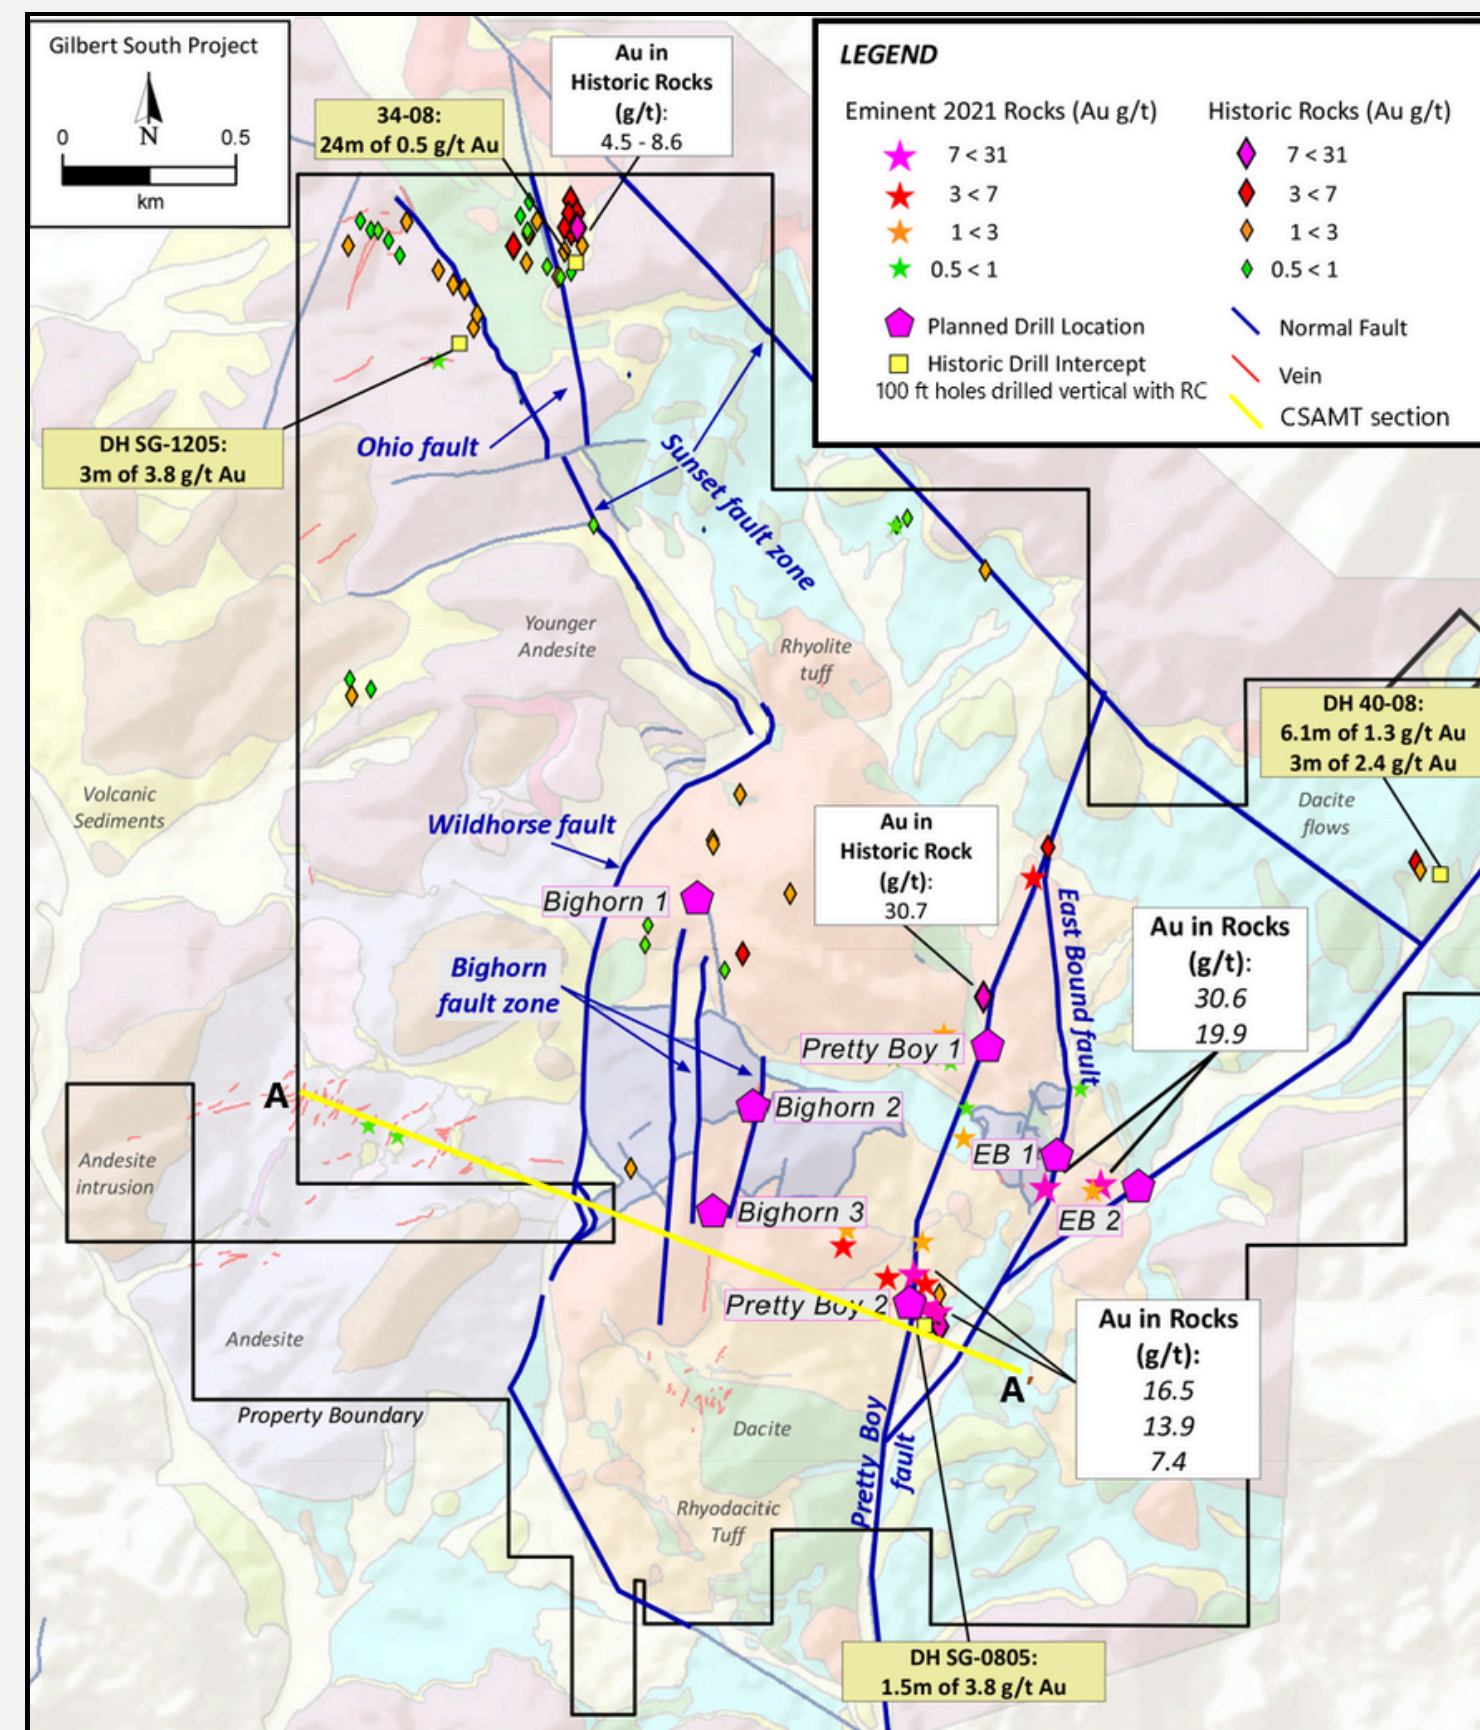 Gilbert South Project
N
0
0.5
km
Au in
Historic Rocks
(g/t):
4.5 - 8.6
34-08:
24m of 0.5 g/t Au
LEGEND
Eminent 2021 Rocks (Au g/t)
7 < 31
3 < 7
1 < 3
0.5 < 1
Planned Drill Location
Historic Drill Intercept
100 ft holes drilled vertical with RC
Historic Rocks (Au g/t)
7 < 31
3 < 7
1 < 3
0.5 < 1
Normal Fault
Vein
CSAMT section
DH SG-1205:
3m of 3.8 g/t Au
Ohio fault
Sunset fault zone
Younger
Andesite
Rhyolite
tuff
DH 40-08:
6.1m of 1.3 g/t Au
3m of 2.4 g/t Au
Volcanic
Sediments
Dacite
flows
Wildhorse fault
Au in
Historic Rock
(g/t):
30.7
Bighorn 1
East Bound fault
Au in Rocks
(g/t):
30.6
19.9
Bighorn
fault zone
Pretty Boy 1
A
Bighorn 2
EB 1
Andesite
intrusion
Bighorn 3
EB 2
Pretty Boy 2
Andesite
Au in Rocks
(g/t):
16.5
13.9
7.4
A′
Property Boundary
Dacite
Pretty Boy
fault
Rhyodacitic
Tuff
DH SG-0805:
1.5m of 3.8 g/t Au